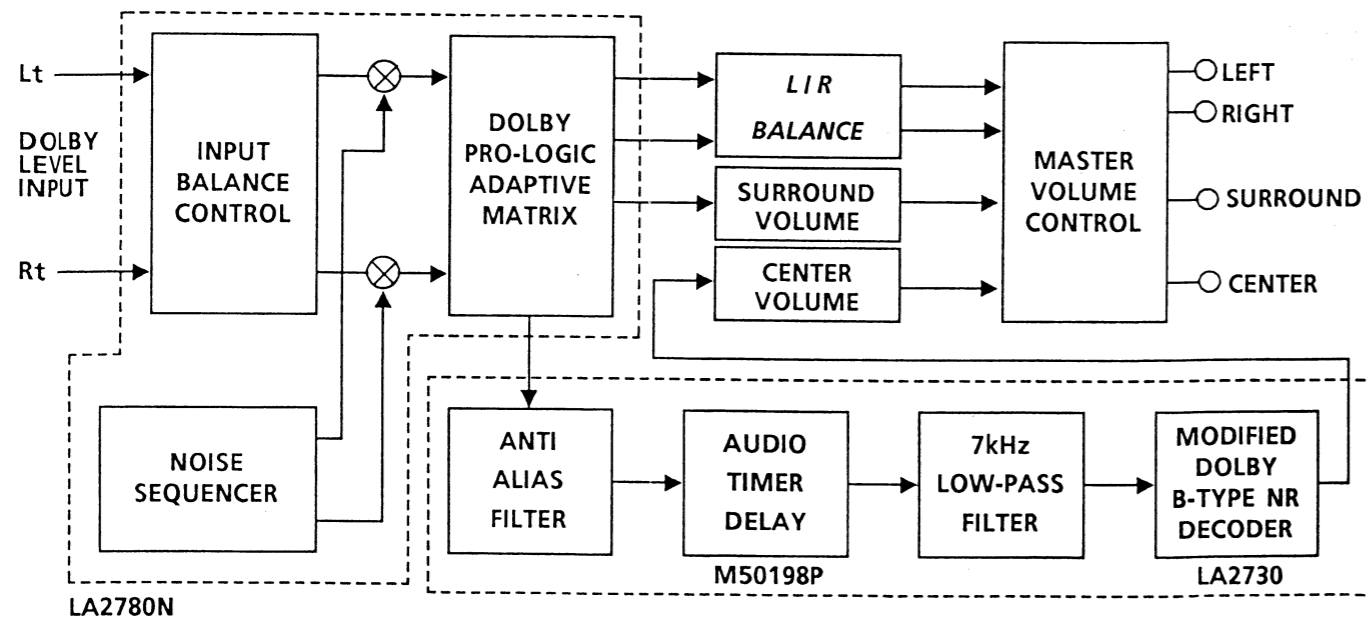 Lt
DOLBY
LEVEL
INPUT
Rt
INPUT
BALANCE
CONTROL
DOLBY
PRO-LOGIC
ADAPTIVE
MATRIX
L/R
BALANCE
SURROUND
VOLUME
CENTER
VOLUME
MASTER
VOLUME
CONTROL
LEFT
RIGHT
SURROUND
CENTER
NOISE
SEQUENCER
ANTI
ALIAS
FILTER
AUDIO
TIMER
DELAY
7kHz
LOW-PASS
FILTER
MODIFIED
DOLBY
B-TYPE NR
DECODER
M50198P
LA2730
LA2780N